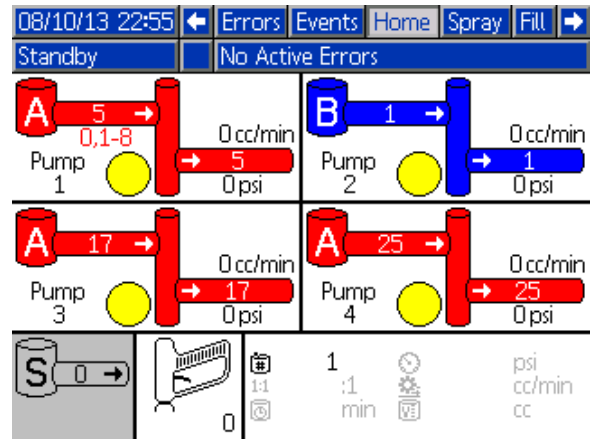 08/10/13 22:55 Errors Events Home Spray Fill
Standby No Active Errors
A 5
0,1-8
0 cc/min
Pump 1
5
0 psi
B 1
0 cc/min
Pump 2
1
0 psi
A 17
0 cc/min
Pump 3
17
0 psi
A 25
0 cc/min
Pump 4
25
0 psi
S 0
0
# 1 psi
1:1 :1 cc/min
min cc